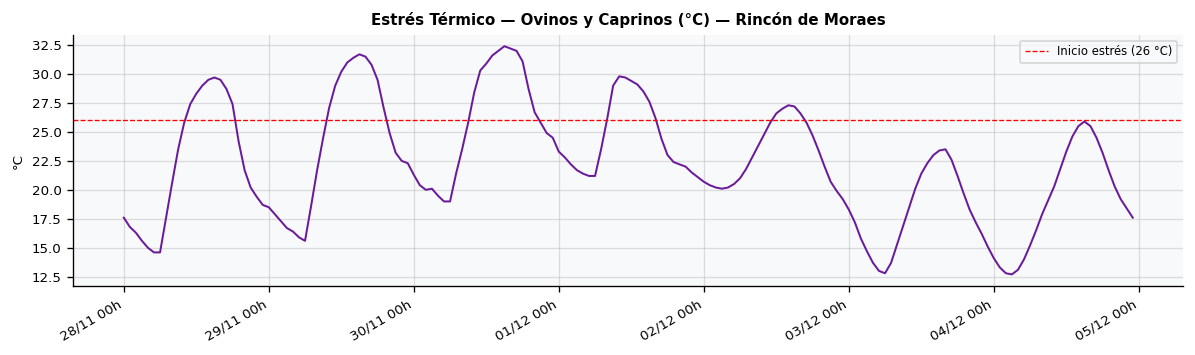 Estrés Térmico — Ovinos y Caprinos (°C) — Rincón de Moraes
Inicio estrés (26 °C)
°C
32.5
30.0
27.5
25.0
22.5
20.0
17.5
15.0
12.5
28/11 00h
29/11 00h
30/11 00h
01/12 00h
02/12 00h
03/12 00h
04/12 00h
05/12 00h